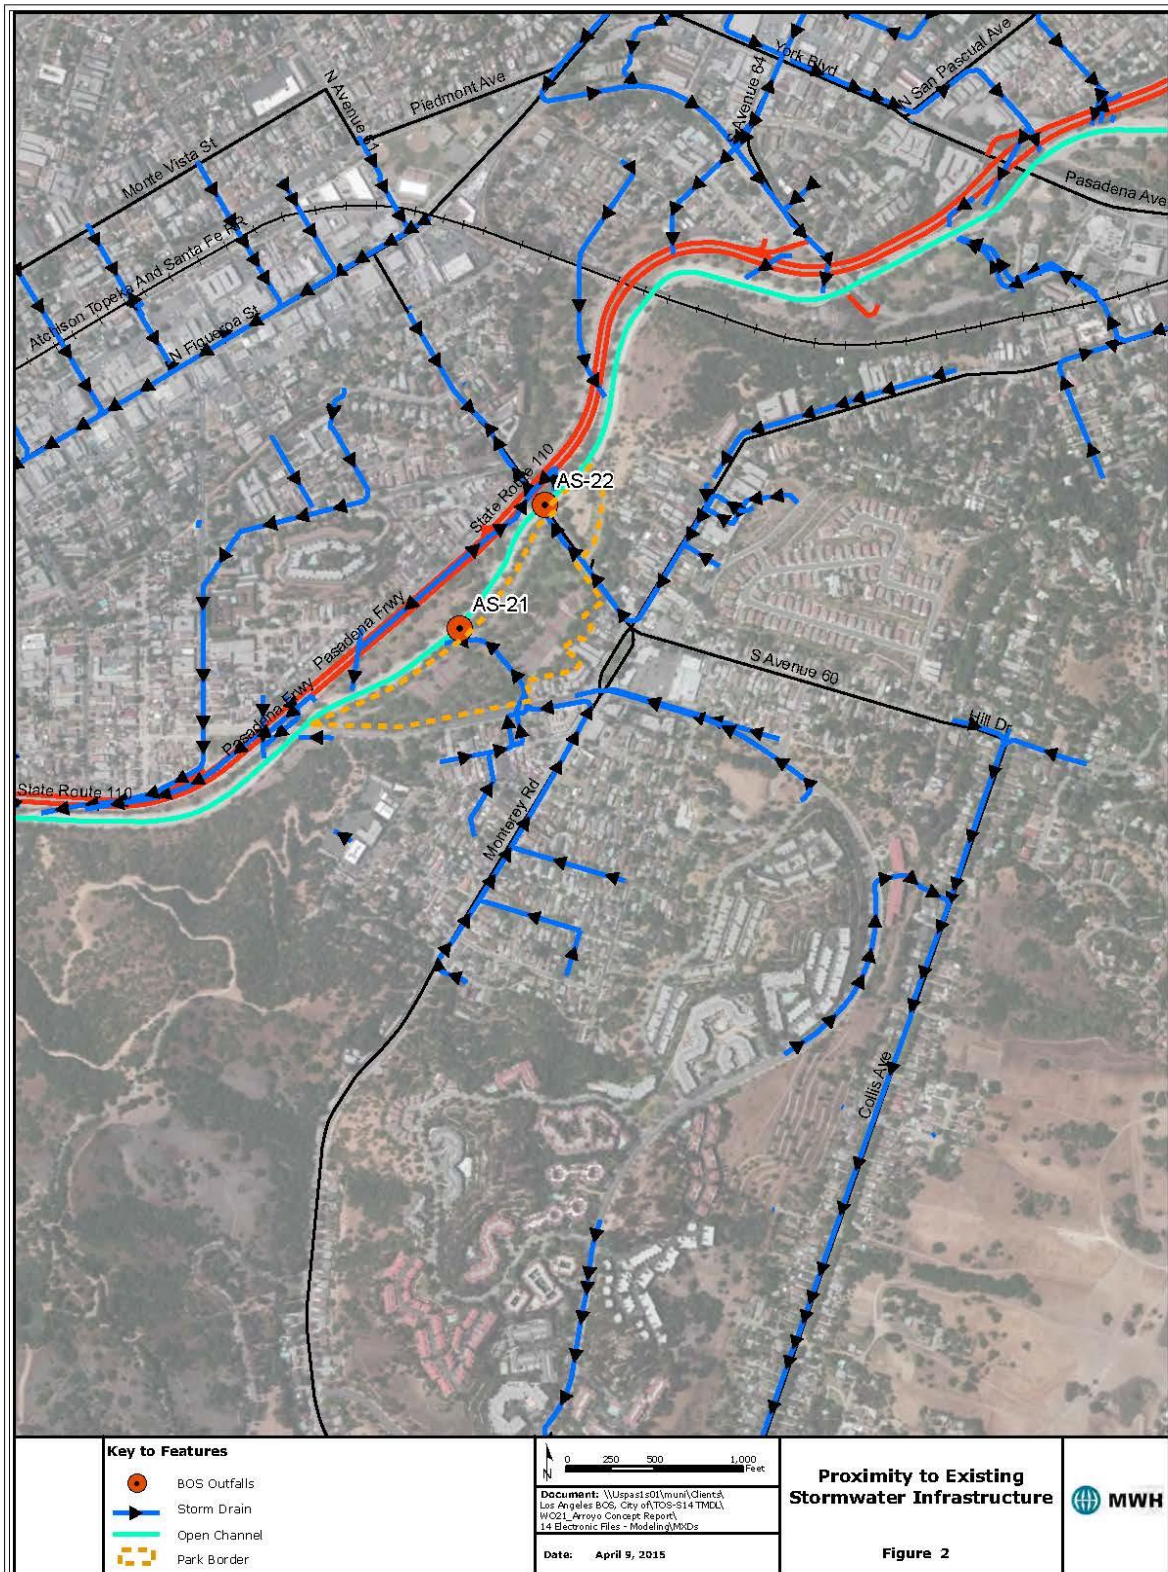 York Blvd
N San Pascual Ave
N Avenue 64
Piedmont Ave
N Avenue 61
Monte Vista St
Pasadena Ave
Atchison Topeka And Santa Fe RR
N Figueroa St
State Route 110
AS-22
AS-21
Pasadena Frwy
S Avenue 60
Pasadena Frwy
Hill Dr
State Route 110
Monterey Rd
Collis Ave
Key to Features
BOS Outfalls
Storm Drain
Open Channel
Park Border
N
0 250 500 1,000
Feet
Document: \\Uspas1s01\muni\Clients\
Los Angeles BOS, City of\TOS-S14 TMDL\
WO21_Arroyo Concept Report\
14 Electronic Files - Modeling\MXDs
Date: April 9, 2015
Proximity to Existing
Stormwater Infrastructure
Figure 2
MWH